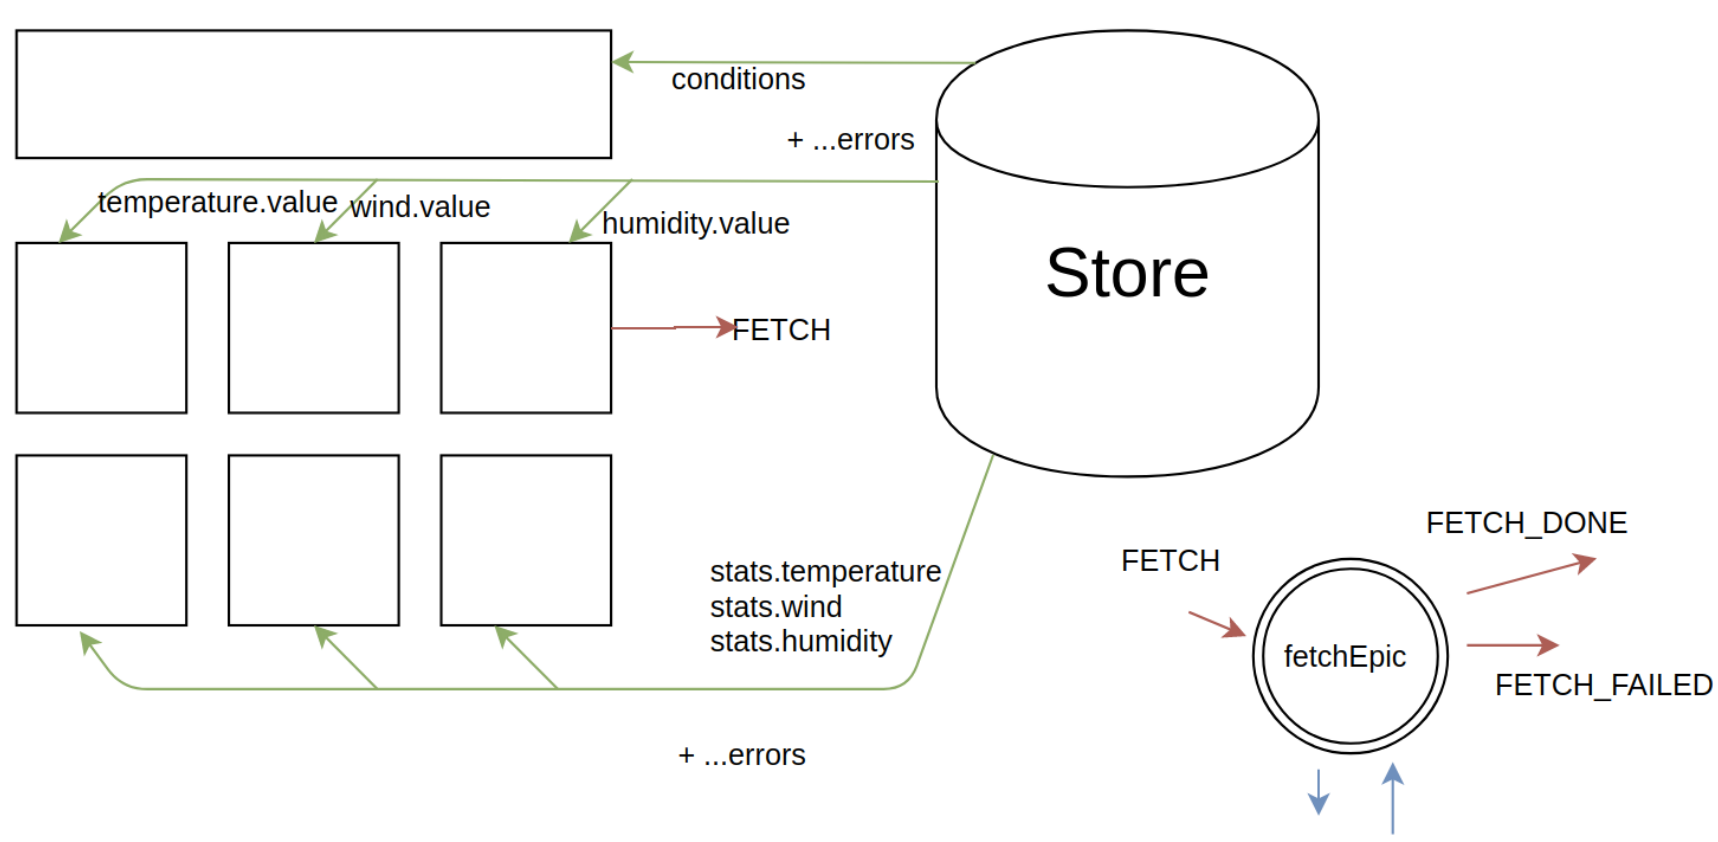 conditions
+ ...errors
temperature.value
wind.value
humidity.value
Store
FETCH
FETCH_DONE
FETCH
stats.temperature
stats.wind
stats.humidity
fetchEpic
FETCH_FAILED
+ ...errors